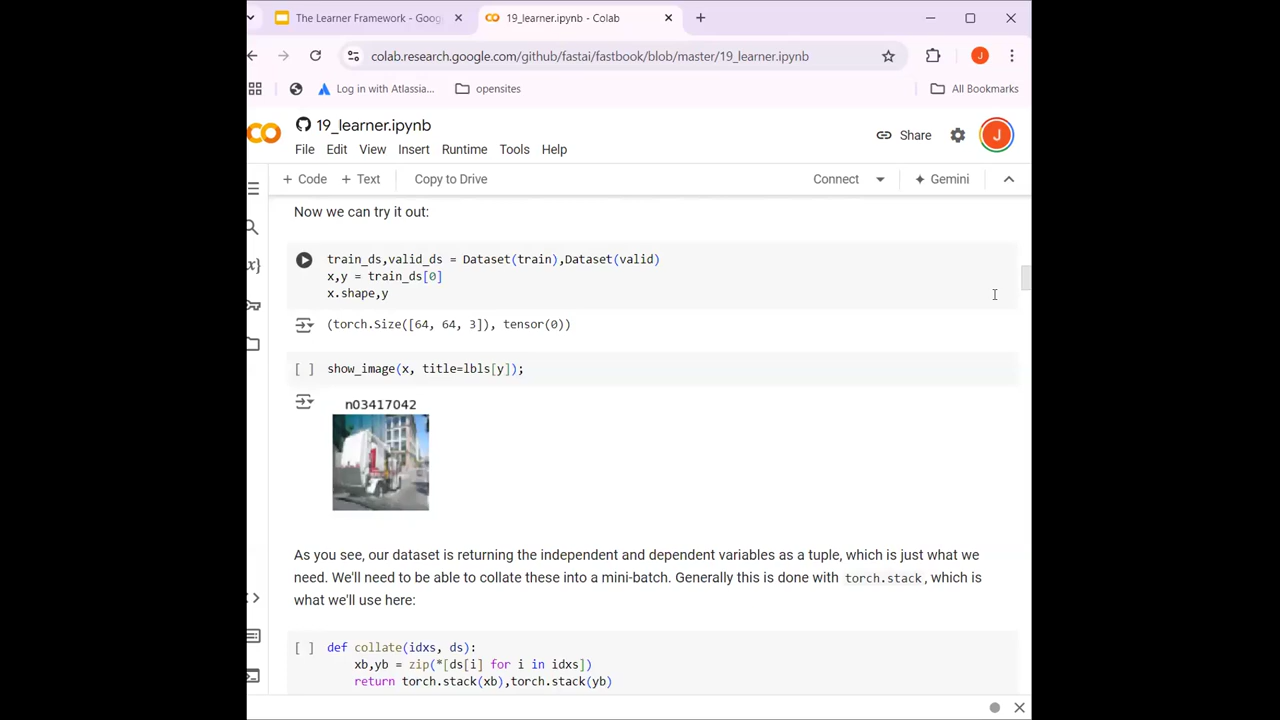 The Learner Framework - Goog
19_learner.ipynb - Colab
colab.research.google.com/github/fastai/fastbook/blob/master/19_learner.ipynb
J
Log in with Atlassia...
opensites
All Bookmarks
19_learner.ipynb
Share
J
File Edit View Insert Runtime Tools Help
+ Code + Text Copy to Drive
Connect
Gemini
Now we can try it out:
train_ds,valid_ds = Dataset(train),Dataset(valid)
x,y = train_ds[0]
x.shape,y
(torch.Size([64, 64, 3]), tensor(0))
[ ] show_image(x, title=lbls[y]);
n03417042
As you see, our dataset is returning the independent and dependent variables as a tuple, which is just what we
need. We'll need to be able to collate these into a mini-batch. Generally this is done with torch.stack, which is
what we'll use here:
[ ] def collate(idxs, ds):
xb,yb = zip(*[ds[i] for i in idxs])
return torch.stack(xb),torch.stack(yb)